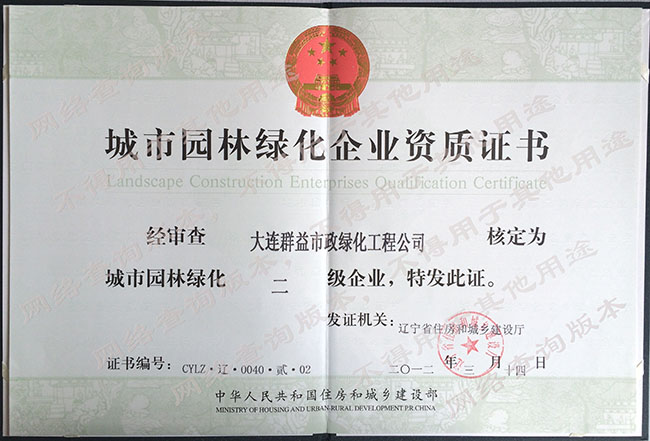 城市园林绿化企业资质证书
Landscape Construction Enterprises Qualification Certificate
经审查 大连群益市政绿化工程公司 核定为
城市园林绿化 二 级企业，特发此证。
发证机关：辽宁省住房和城乡建设厅
证书编号：CYLZ·辽·0040·贰·02 二〇一二 年 三 月 十四 日
中华人民共和国住房和城乡建设部
MINISTRY OF HOUSING AND URBAN-RURAL DEVELOPMENT P.R.CHINA
网络查询版本，不得用于其他用途